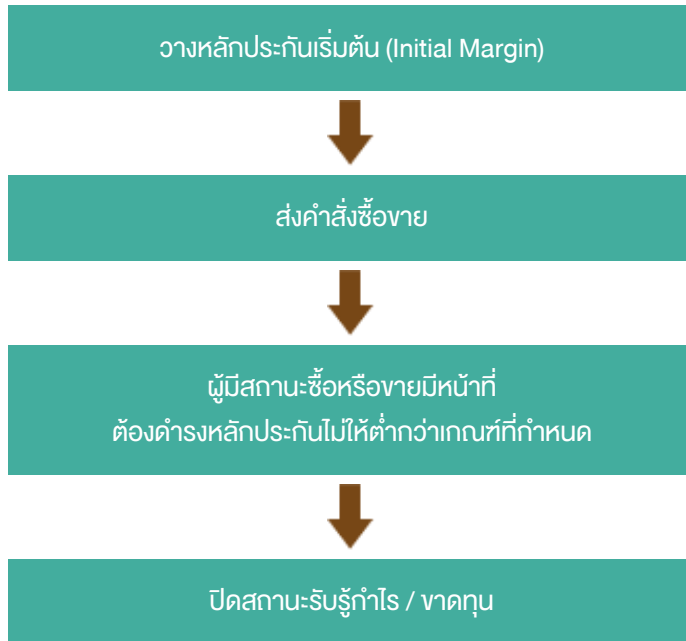 วางหลักประกันเริ่มต้น (Initial Margin)
ส่งคำสั่งซื้อขาย
ผู้มีสถานะซื้อหรือขายมีหน้าที่
ต้องดำรงหลักประกันไม่ให้ต่ำกว่าเกณฑ์ที่กำหนด
ปิดสถานะรับรู้กำไร / ขาดทุน